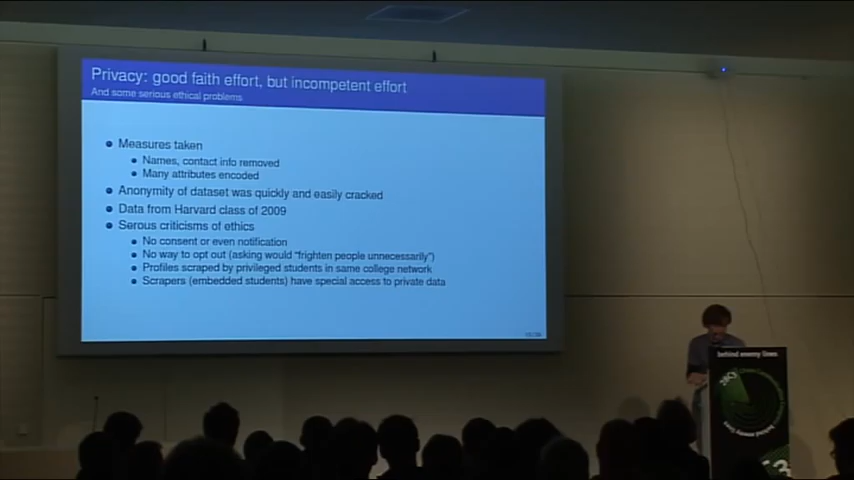 Privacy: good faith effort, but incompetent effort
And some serious ethical problems
Measures taken
Names, contact info removed
Many attributes encoded
Anonymity of dataset was quickly and easily cracked
Data from Harvard class of 2009
Serous criticisms of ethics
No consent or even notification
No way to opt out (asking would "frighten people unnecessarily")
Profiles scraped by privileged students in same college network
Scrapers (embedded students) have special access to private data
behind enemy lines